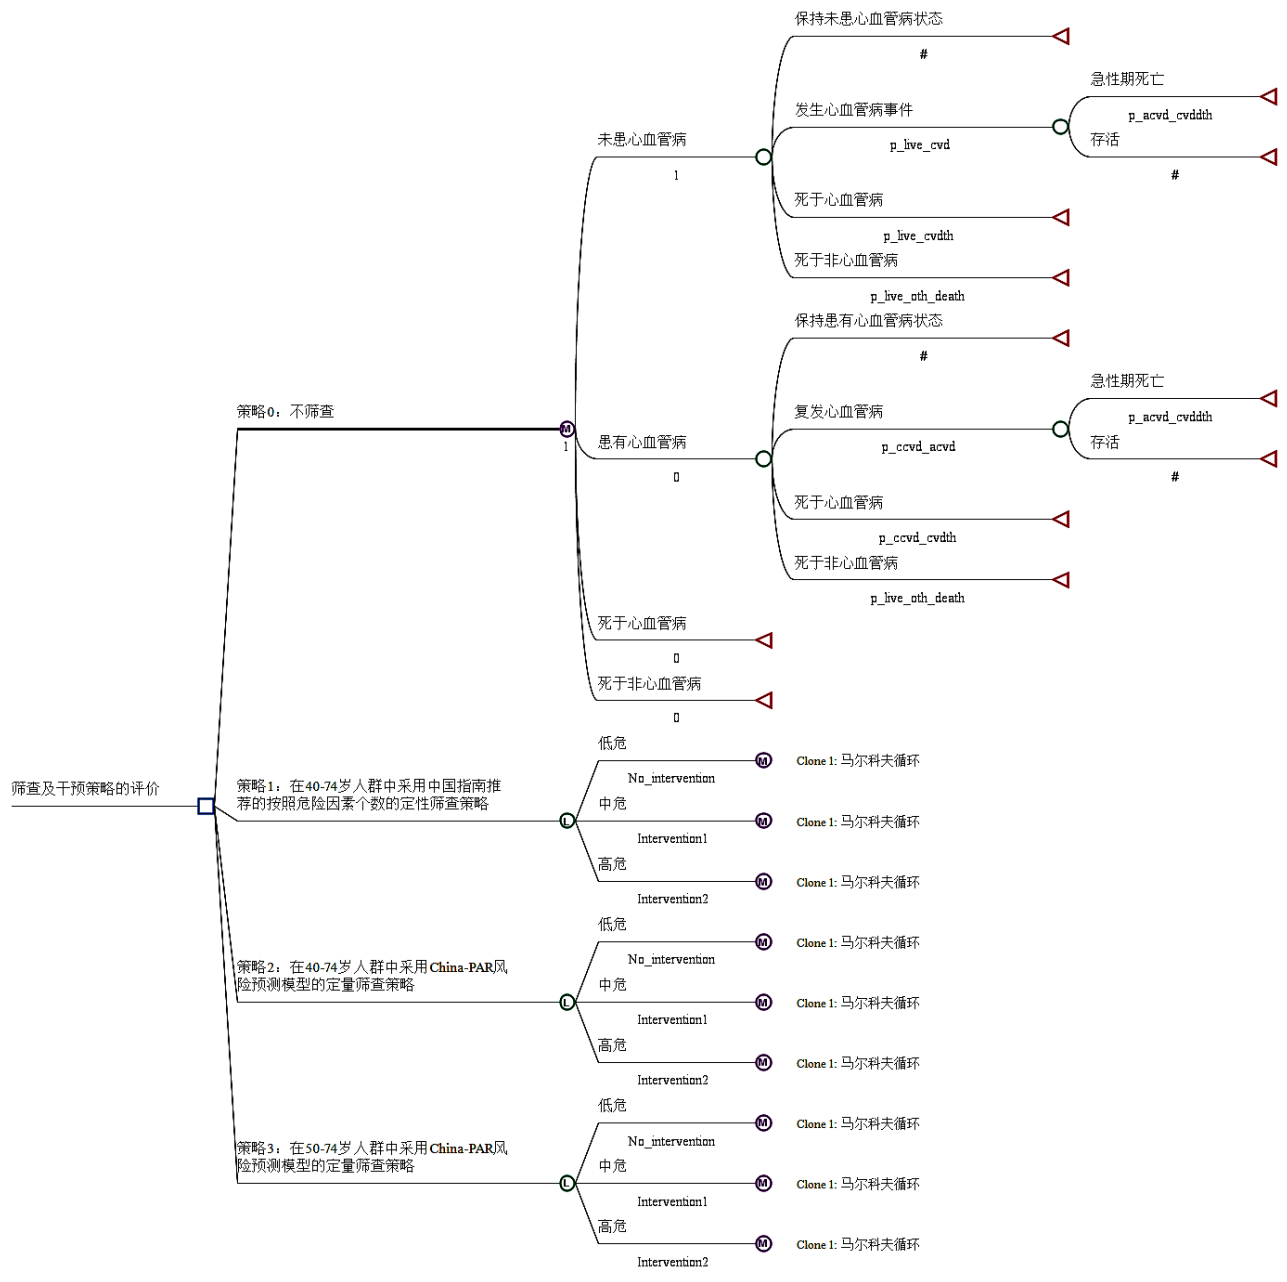 保持未患心血管病状态
#
急性期死亡
p_acvd_cvddth
发生心血管病事件
p_live_cvd
存活
#
未患心血管病
1
死于心血管病
p_live_cvdth
死于非心血管病
p_live_oth_death
保持患有心血管病状态
#
急性期死亡
p_acvd_cvddth
策略0：不筛查
M
1
复发心血管病
p_ccvd_acvd
存活
#
患有心血管病
0
死于心血管病
p_ccvd_cvdth
死于非心血管病
p_live_oth_death
死于心血管病
0
死于非心血管病
0
筛查及干预策略的评价
策略1：在40-74岁人群中采用中国指南推
荐的按照危险因素个数的定性筛查策略
L
低危
No_intervention
M
Clone 1: 马尔科夫循环
中危
Intervention1
M
Clone 1: 马尔科夫循环
高危
Intervention2
M
Clone 1: 马尔科夫循环
策略2：在40-74岁人群中采用China-PAR风
险预测模型的定量筛查策略
L
低危
No_intervention
M
Clone 1: 马尔科夫循环
中危
Intervention1
M
Clone 1: 马尔科夫循环
高危
Intervention2
M
Clone 1: 马尔科夫循环
策略3：在50-74岁人群中采用China-PAR风
险预测模型的定量筛查策略
L
低危
No_intervention
M
Clone 1: 马尔科夫循环
中危
Intervention1
M
Clone 1: 马尔科夫循环
高危
Intervention2
M
Clone 1: 马尔科夫循环